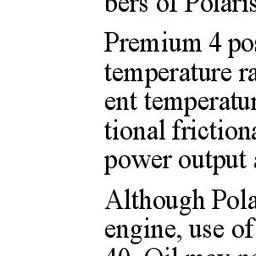 bers of Polaris
Premium 4 pos
temperature ra
ent temperatur
tional friction
power output
Although Pola
engine, use of
40. Oil may